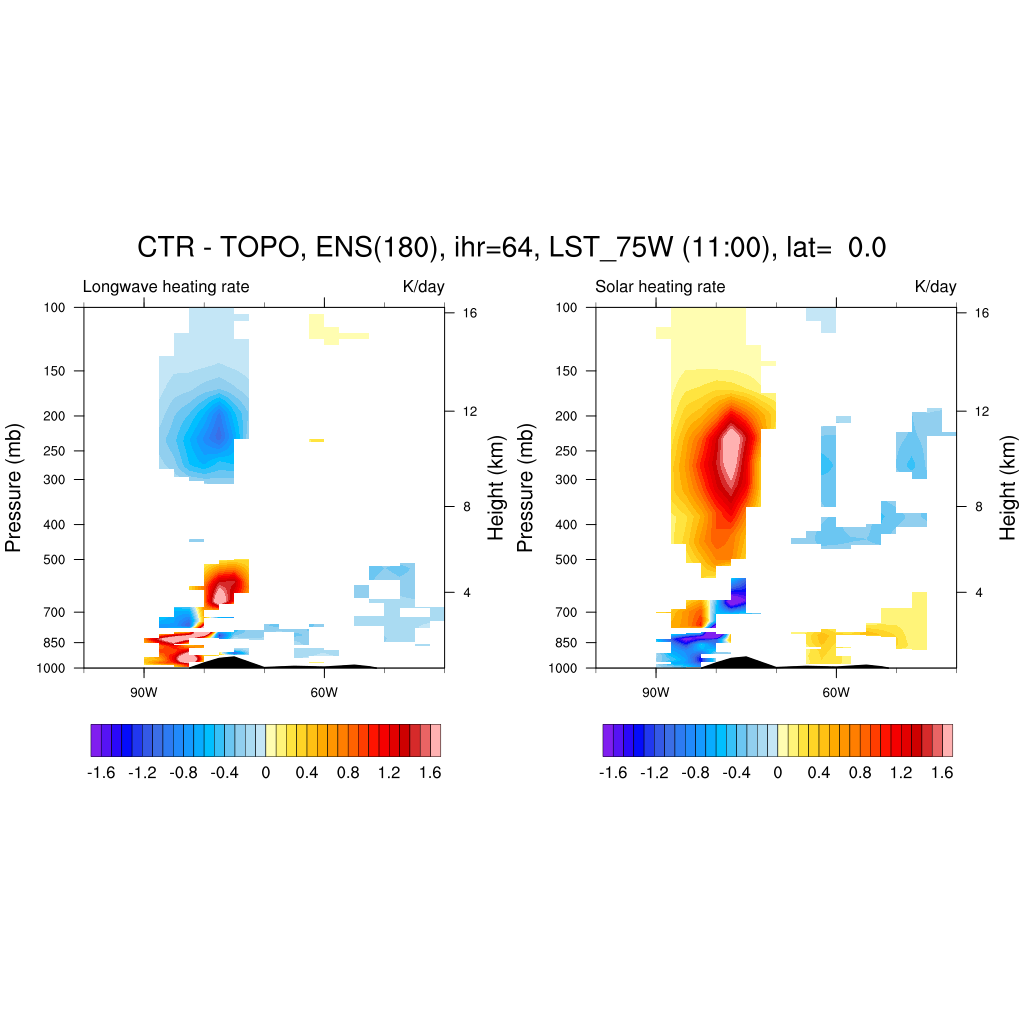 CTR - TOPO, ENS(180), ihr=64, LST_75W (11:00), lat=  0.0
Longwave heating rate K/day
Pressure (mb)
100
150
200
250
300
400
500
700
850
1000
16
12
8
4
Height (km)
90W 60W
-1.6 -1.2 -0.8 -0.4 0 0.4 0.8 1.2 1.6
Solar heating rate K/day
Pressure (mb)
100
150
200
250
300
400
500
700
850
1000
16
12
8
4
Height (km)
90W 60W
-1.6 -1.2 -0.8 -0.4 0 0.4 0.8 1.2 1.6